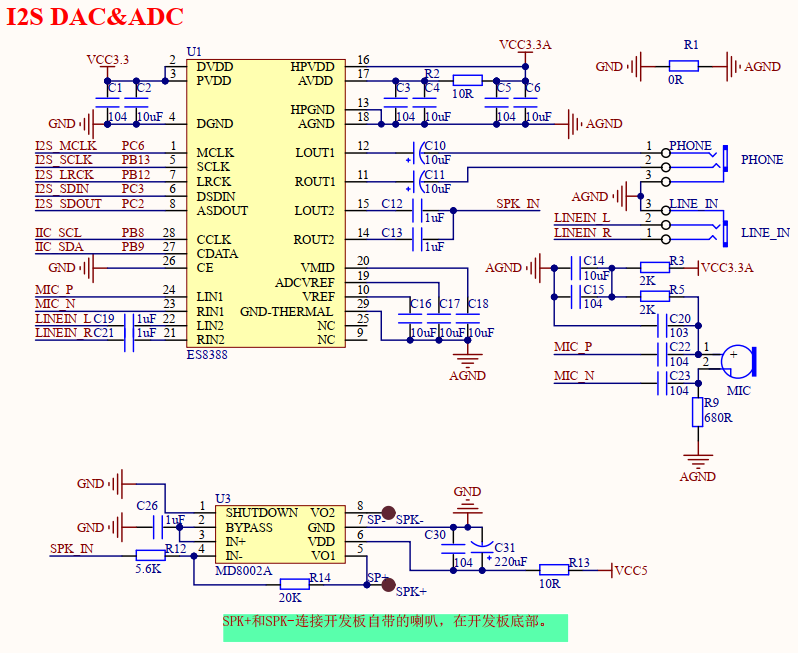 I2S DAC&ADC
U1
VCC3.3
2 DVDD HPVDD 16
3 PVDD AVDD 17
VCC3.3A
R1
GND 0R AGND
C1 C2
104 10uF
C3 R2 C4 C5 C6
104 10uF 10R 104 10uF
HPGND 13
GND 4 DGND AGND 18 AGND
I2S_MCLK PC6 1 MCLK LOUT1 12 C10 10uF 1 PHONE
I2S_SCLK PB13 5 SCLK 2
I2S_LRCK PB12 7 LRCK ROUT1 11 C11 10uF 3
PHONE
I2S_SDIN PC3 6 DSDIN
AGND
I2S_SDOUT PC2 8 ASDOUT LOUT2 15 C12 1uF SPK_IN
3 LINE_IN
LINEIN_L 2
LINEIN_R 1
LINE_IN
IIC_SCL PB8 28 CCLK ROUT2 14 C13 1uF
IIC_SDA PB9 27 CDATA
GND 26 CE VMID 20
ADCVREF 19
MIC_P 24 LIN1 VREF 10
MIC_N 23 RIN1 GND-THERMAL 29
LINEIN_L C19 1uF 22 LIN2 NC 25
LINEIN_R C21 1uF 21 RIN2 NC 9
ES8388
C16 C17 C18
10uF 10uF 10uF
AGND
AGND C14 10uF R3 2K VCC3.3A
C15 104 R5 2K
C20 103
MIC_P C22 104 1 +
2
MIC_N C23 104
MIC
R9
680R
AGND
GND
U3
C26
1uF
GND
1 SHUTDOWN VO2 8 SP- SPK-
2 BYPASS GND 7
3 IN+ VDD 6
4 IN- VO1 5
MD8002A
SPK_IN R12
5.6K
R14
20K
SP+
SPK+
GND
C30
104
C31
220uF
R13
10R
VCC5
SPK+和SPK-连接开发板自带的喇叭，在开发板底部。